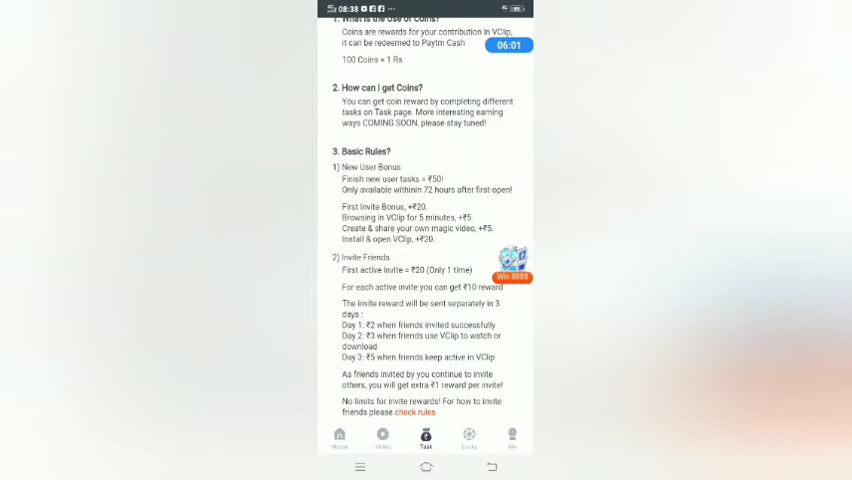 08:38
1. What is the Use of Coins?
Coins are rewards for your contribution in VClip,
it can be redeemed to Paytm Cash
06:01
100 Coins = 1 Rs
2. How can I get Coins?
You can get coin reward by completing different
tasks on Task page. More interesting earning
ways COMING SOON, please stay tuned!
3. Basic Rules?
1) New User Bonus
Finish new user tasks = ₹50!
Only available withinin 72 hours after first-open!
First Invite Bonus, +₹20.
Browsing in VClip for 5 minutes, +₹5.
Create & share your own magic video, +₹5.
Install & open VClip, +₹20.
2) Invite Friends
First active invite = ₹20 (Only 1 time)
Win 8888
For each active invite you can get ₹10 reward
The invite reward will be sent separately in 3
days :
Day 1: ₹2 when friends invited successfully
Day 2: ₹3 when friends use VClip to watch or
download
Day 3: ₹5 when friends keep active in VClip
As friends invited by you continue to invite
others, you will get extra ₹1 reward per invite!
No limits for invite rewards! For how to invite
friends please check rules
Home Video Task Lucky Me